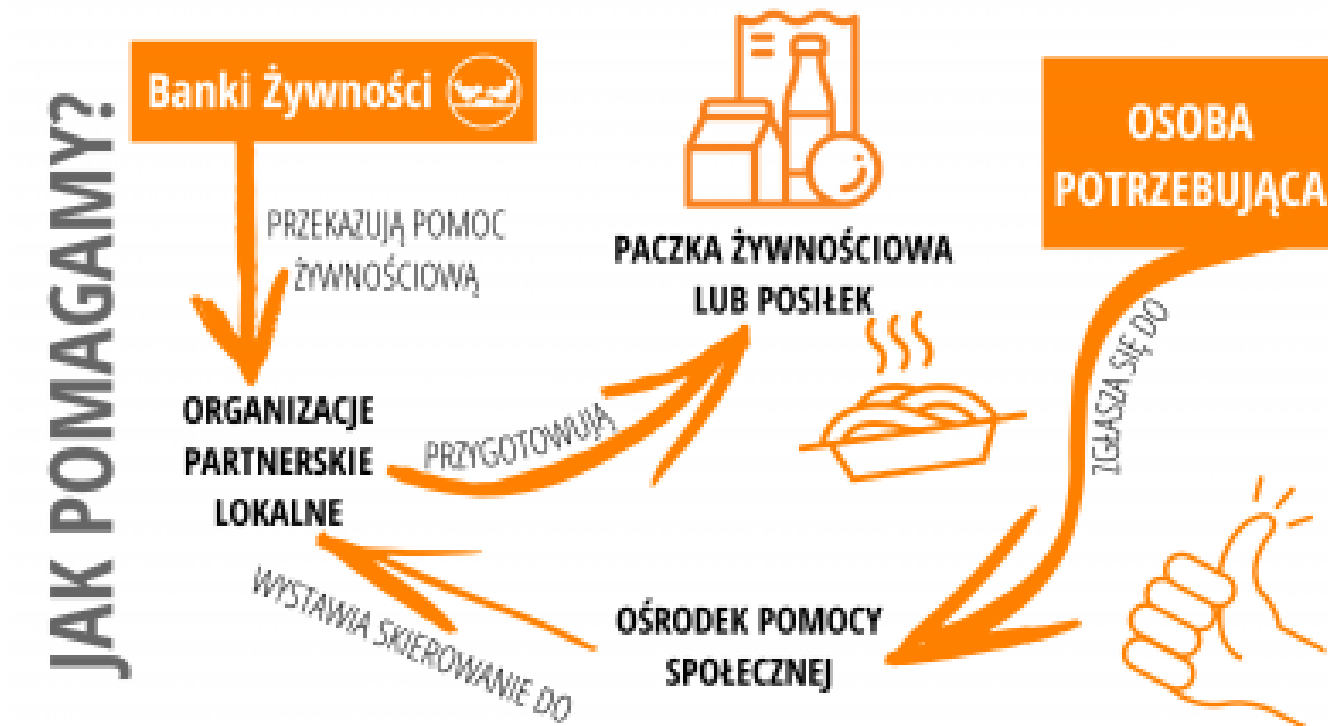 JAK POMAGAMY?
Banki Żywności
PRZEKAZUJĄ POMOC
ŻYWNOŚCIOWĄ
ORGANIZACJE
PARTNERSKIE
LOKALNE
PRZYGOTOWUJĄ
PACZKA ŻYWNOŚCIOWA
LUB POSIŁEK
OSOBA
POTRZEBUJĄCA
ZGŁASZA SIĘ DO
OŚRODEK POMOCY
SPOŁECZNEJ
WYSTAWIA SKIEROWANIE DO